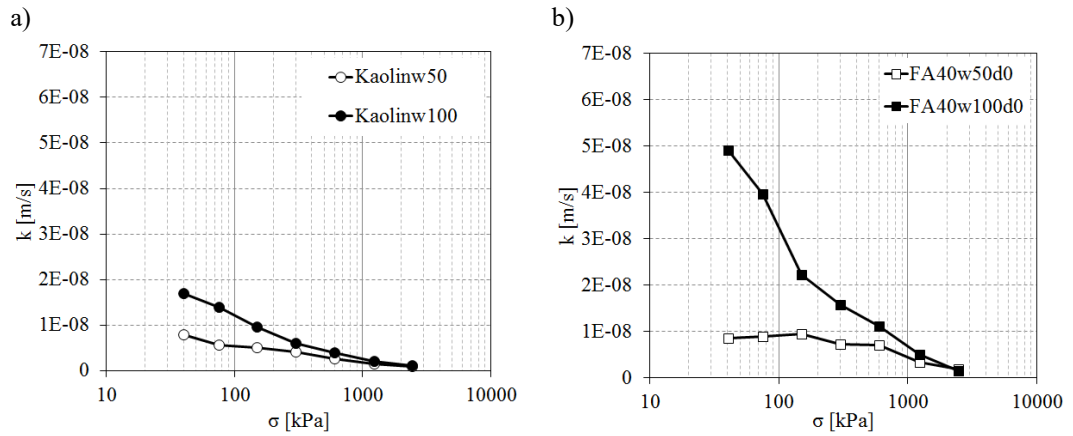 a)
7E-08
6E-08
5E-08
4E-08
3E-08
2E-08
1E-08
0
k [m/s]
Kaolinw50
Kaolinw100
10
100
1000
10000
σ [kPa]
b)
7E-08
6E-08
5E-08
4E-08
3E-08
2E-08
1E-08
0
k [m/s]
FA40w50d0
FA40w100d0
10
100
1000
10000
σ [kPa]